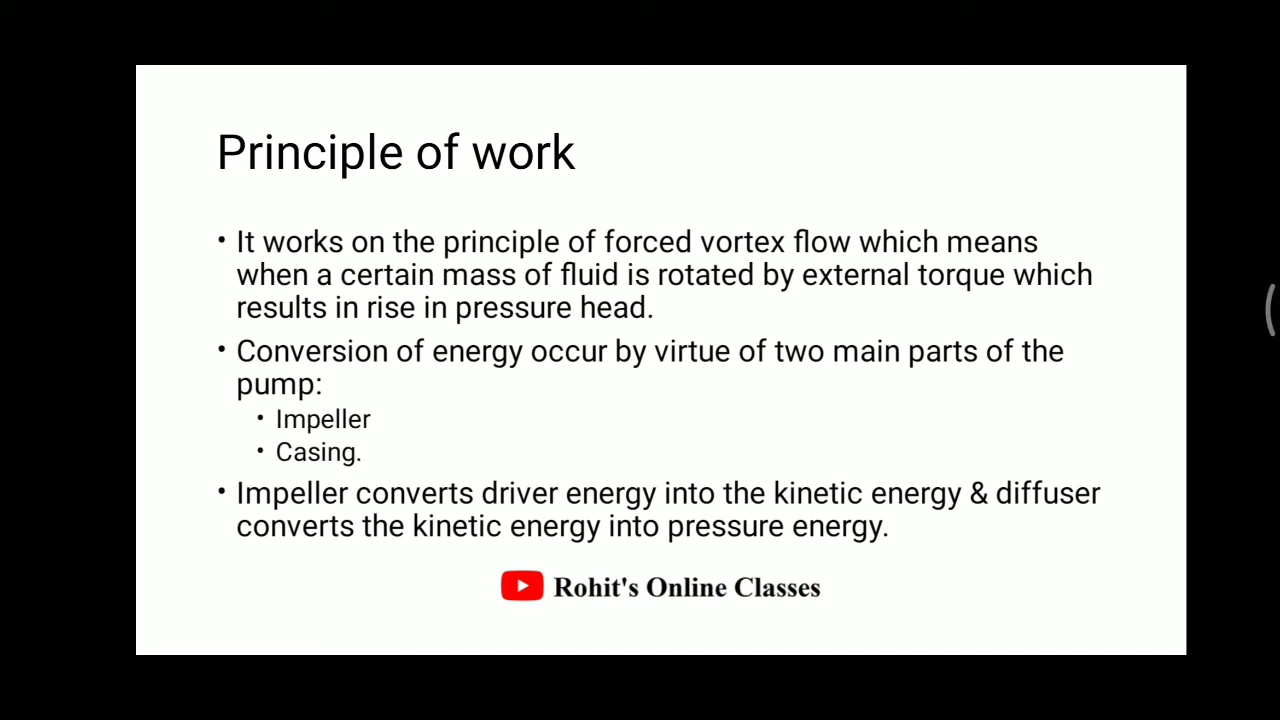 Principle of work
• It works on the principle of forced vortex flow which means
when a certain mass of fluid is rotated by external torque which
results in rise in pressure head.
• Conversion of energy occur by virtue of two main parts of the
pump:
• Impeller
• Casing.
• Impeller converts driver energy into the kinetic energy & diffuser
converts the kinetic energy into pressure energy.
Rohit's Online Classes